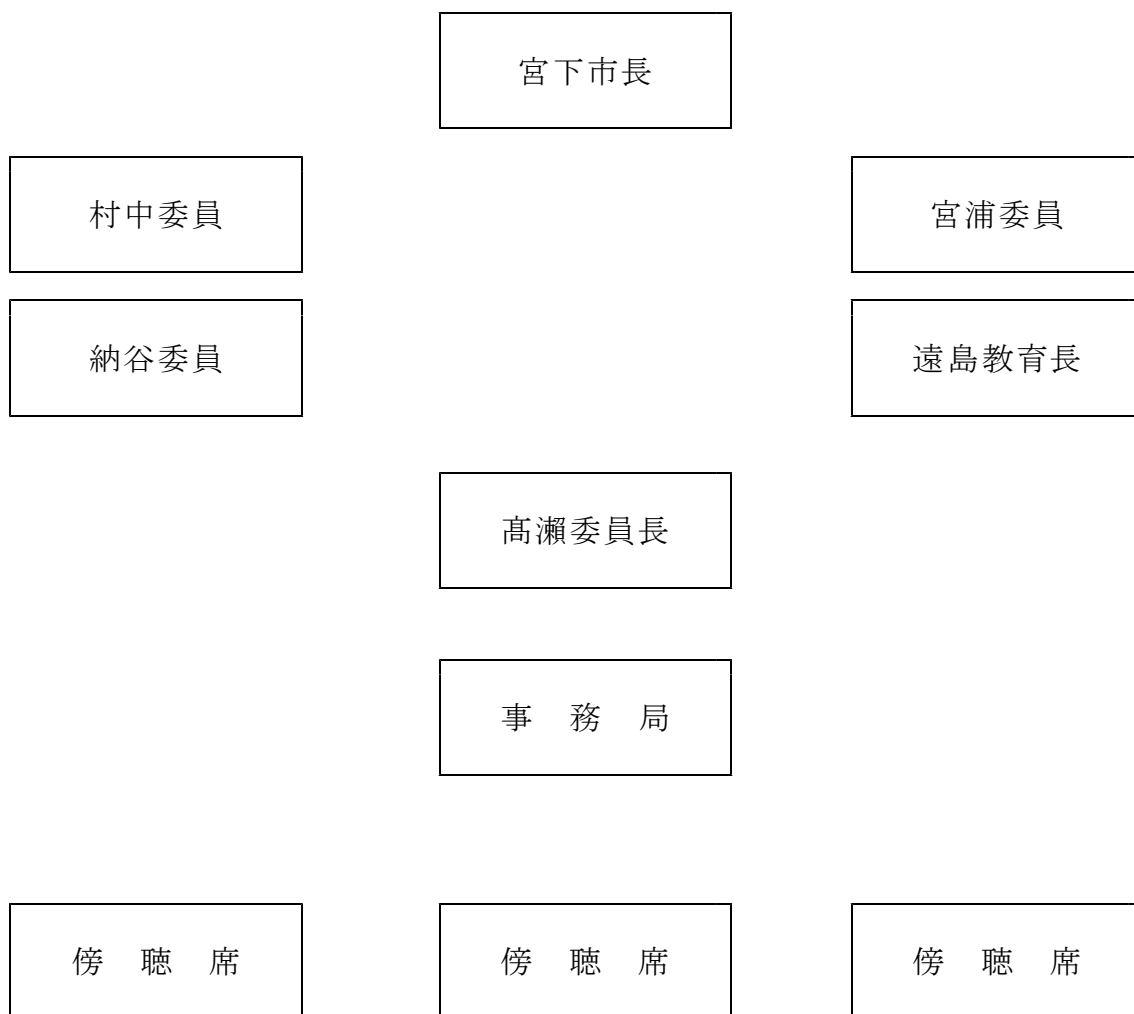 宮下市長
村中委員
宮浦委員
納谷委員
遠島教育長
髙瀨委員長
事　務　局
傍　聴　席
傍　聴　席
傍　聴　席